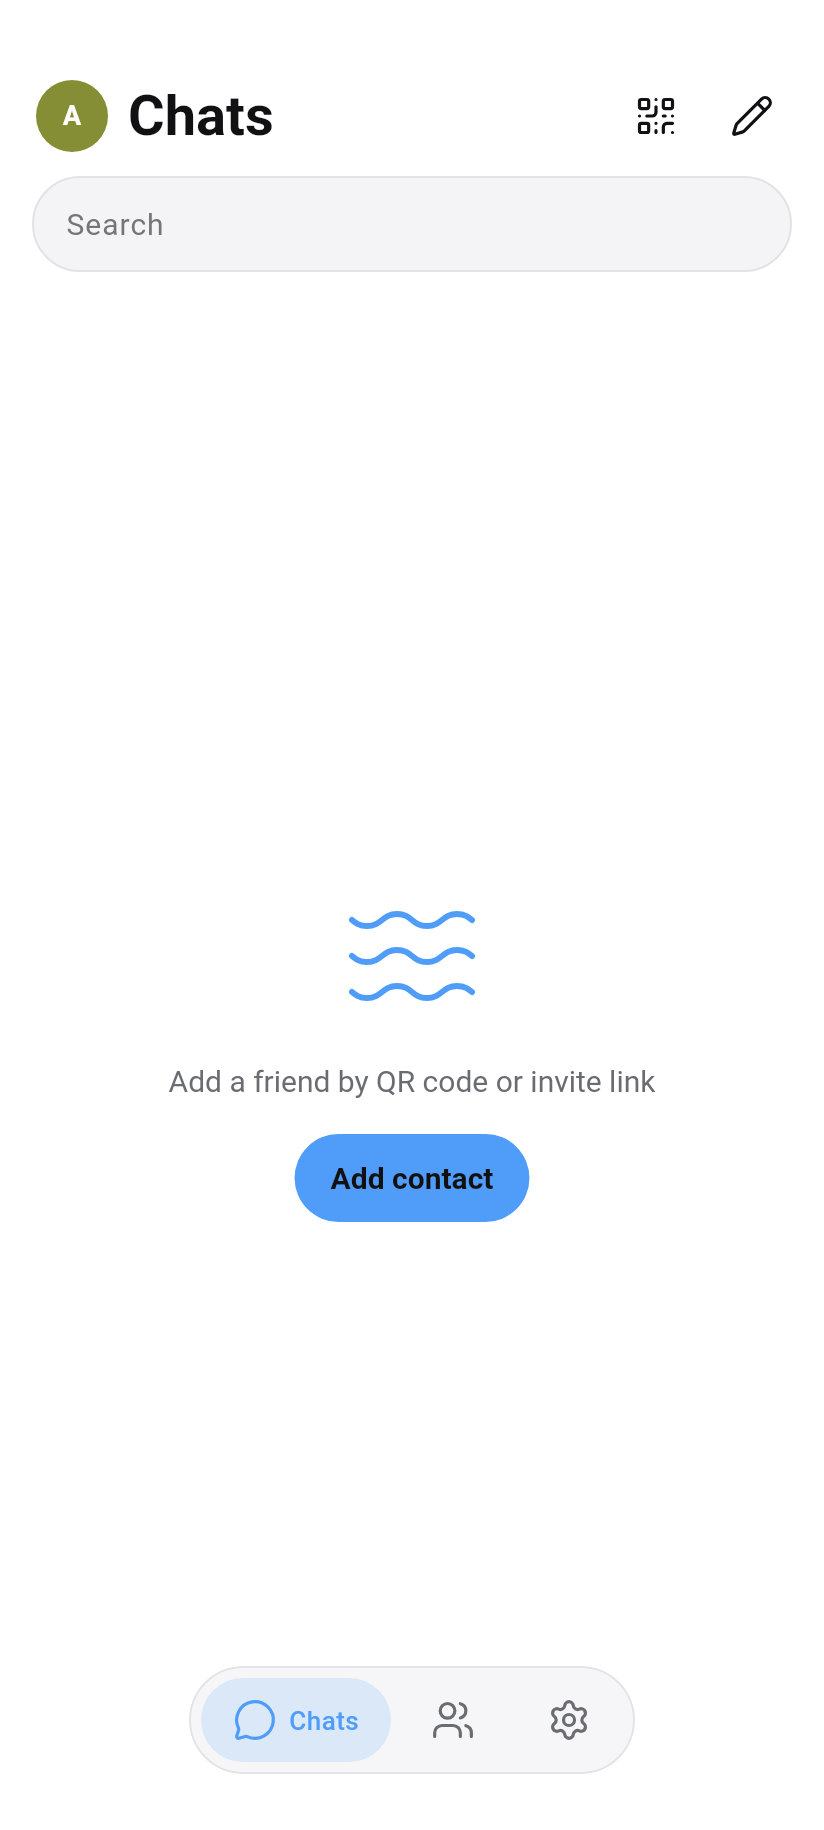 A
Chats
Search
Add a friend by QR code or invite link
Add contact
Chats